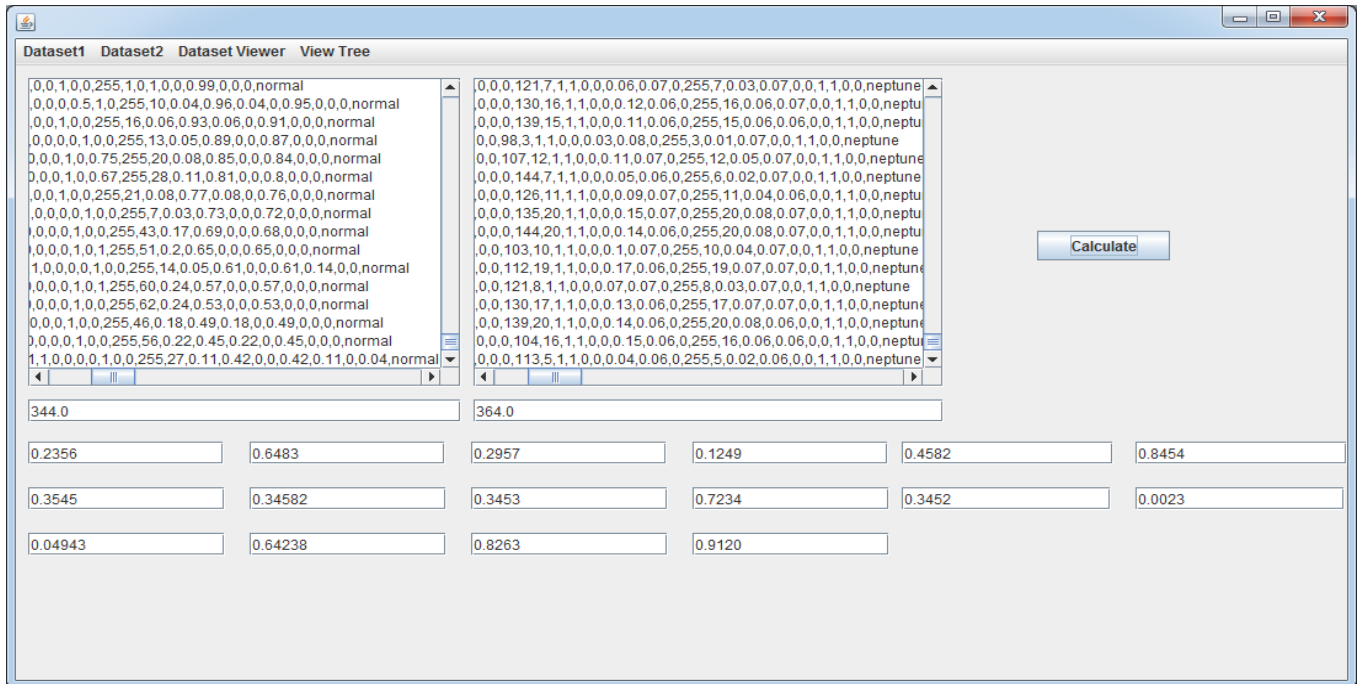 Dataset1 Dataset2 Dataset Viewer View Tree
,0,0,1,0,0,255,1,0,1,0,0,0.99,0,0,0,normal
,0,0,0,0.5,1,0,255,10,0.04,0.96,0.04,0,0.95,0,0,0,normal
,0,0,1,0,0,255,16,0.06,0.93,0.06,0,0.91,0,0,0,normal
,0,0,0,0,1,0,0,255,13,0.05,0.89,0,0,0.87,0,0,0,normal
0,0,0,1,0,0.75,255,20,0.08,0.85,0,0,0.84,0,0,0,normal
0,0,0,1,0,0.67,255,28,0.11,0.81,0,0,0.8,0,0,0,normal
,0,0,1,0,0,255,21,0.08,0.77,0.08,0,0.76,0,0,0,normal
,0,0,0,0,1,0,0,255,7,0.03,0.73,0,0,0.72,0,0,0,normal
),0,0,0,1,0,0,255,43,0.17,0.69,0,0,0.68,0,0,0,normal
0,0,0,0,1,0,1,255,51,0.2,0.65,0,0,0.65,0,0,0,normal
1,0,0,0,0,1,0,0,255,14,0.05,0.61,0,0,0.61,0.14,0,0,normal
),0,0,0,1,0,1,255,60,0.24,0.57,0,0,0.57,0,0,0,normal
0,0,0,0,1,0,0,255,62,0.24,0.53,0,0,0.53,0,0,0,normal
0,0,0,1,0,0,255,46,0.18,0.49,0.18,0,0.49,0,0,0,normal
0,0,0,0,1,0,0,255,56,0.22,0.45,0.22,0,0.45,0,0,0,normal
1,1,0,0,0,0,1,0,0,255,27,0.11,0.42,0,0,0.42,0.11,0,0.04,normal
,0,0,0,121,7,1,1,0,0,0.06,0.07,0,255,7,0.03,0.07,0,0,1,1,0,0,neptune
,0,0,0,130,16,1,1,0,0,0.12,0.06,0,255,16,0.06,0.07,0,0,1,1,0,0,neptu
,0,0,0,139,15,1,1,0,0,0.11,0.06,0,255,15,0.06,0.06,0,0,1,1,0,0,neptu
0,0,98,3,1,1,0,0,0.03,0.08,0,255,3,0.01,0.07,0,0,1,1,0,0,neptune
0,0,107,12,1,1,0,0,0.11,0.07,0,255,12,0.05,0.07,0,0,1,1,0,0,neptune
,0,0,0,144,7,1,1,0,0,0.05,0.06,0,255,6,0.02,0.07,0,0,1,1,0,0,neptune
,0,0,0,126,11,1,1,0,0,0.09,0.07,0,255,11,0.04,0.06,0,0,1,1,0,0,neptu
,0,0,0,135,20,1,1,0,0,0.15,0.07,0,255,20,0.08,0.07,0,0,1,1,0,0,neptu
,0,0,0,144,20,1,1,0,0,0.14,0.06,0,255,20,0.08,0.07,0,0,1,1,0,0,neptu
,0,0,103,10,1,1,0,0,0.1,0.07,0,255,10,0.04,0.07,0,0,1,1,0,0,neptune
,0,0,112,19,1,1,0,0,0.17,0.06,0,255,19,0.07,0.07,0,0,1,1,0,0,neptune
,0,0,121,8,1,1,0,0,0.07,0.07,0,255,8,0.03,0.07,0,0,1,1,0,0,neptune
,0,0,130,17,1,1,0,0,0.13,0.06,0,255,17,0.07,0.07,0,0,1,1,0,0,neptune
,0,0,139,20,1,1,0,0,0.14,0.06,0,255,20,0.08,0.06,0,0,1,1,0,0,neptune
0,0,0,104,16,1,1,0,0,0.15,0.06,0,255,16,0.06,0.06,0,0,1,1,0,0,neptu
,0,0,0,113,5,1,1,0,0,0.04,0.06,0,255,5,0.02,0.06,0,0,1,1,0,0,neptune
Calculate
344.0 364.0
0.2356 0.6483 0.2957 0.1249 0.4582 0.8454
0.3545 0.34582 0.3453 0.7234 0.3452 0.0023
0.04943 0.64238 0.8263 0.9120